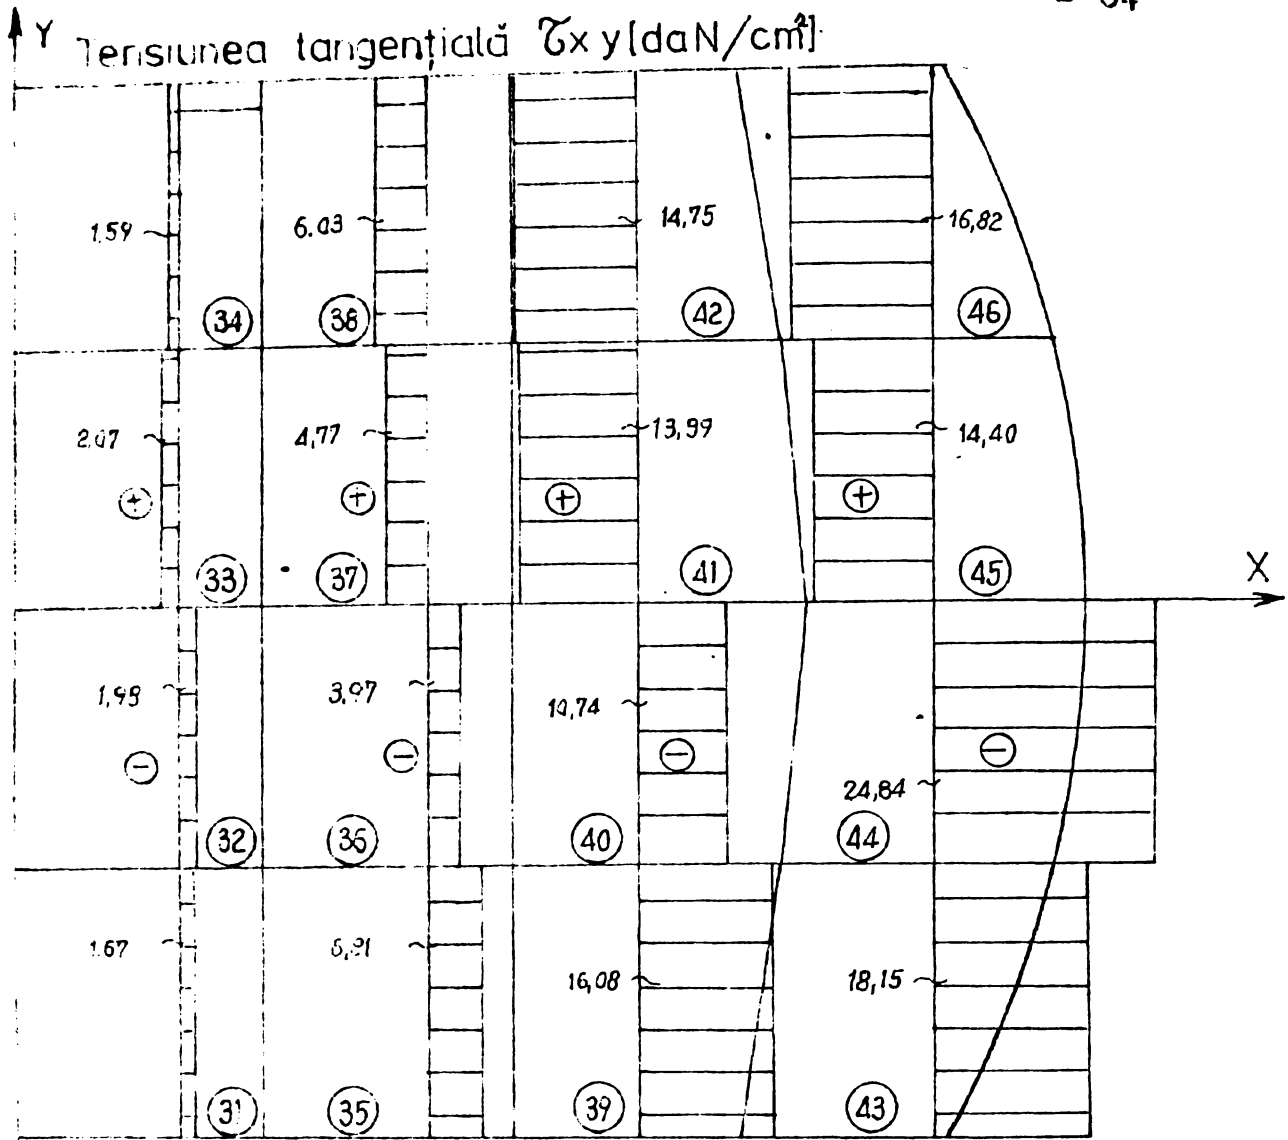 Y Tensiunea tangențială τxy [daN/cm²]
1,59 6,03 14,75 16,82
34 38 42 46
2,07 4,77 13,99 14,40
+ + + +
33 37 41 45
X
1,98 3,97 10,74
− − − −
24,84
32 36 40 44
1,67
16,08 18,15
31 35 39 43